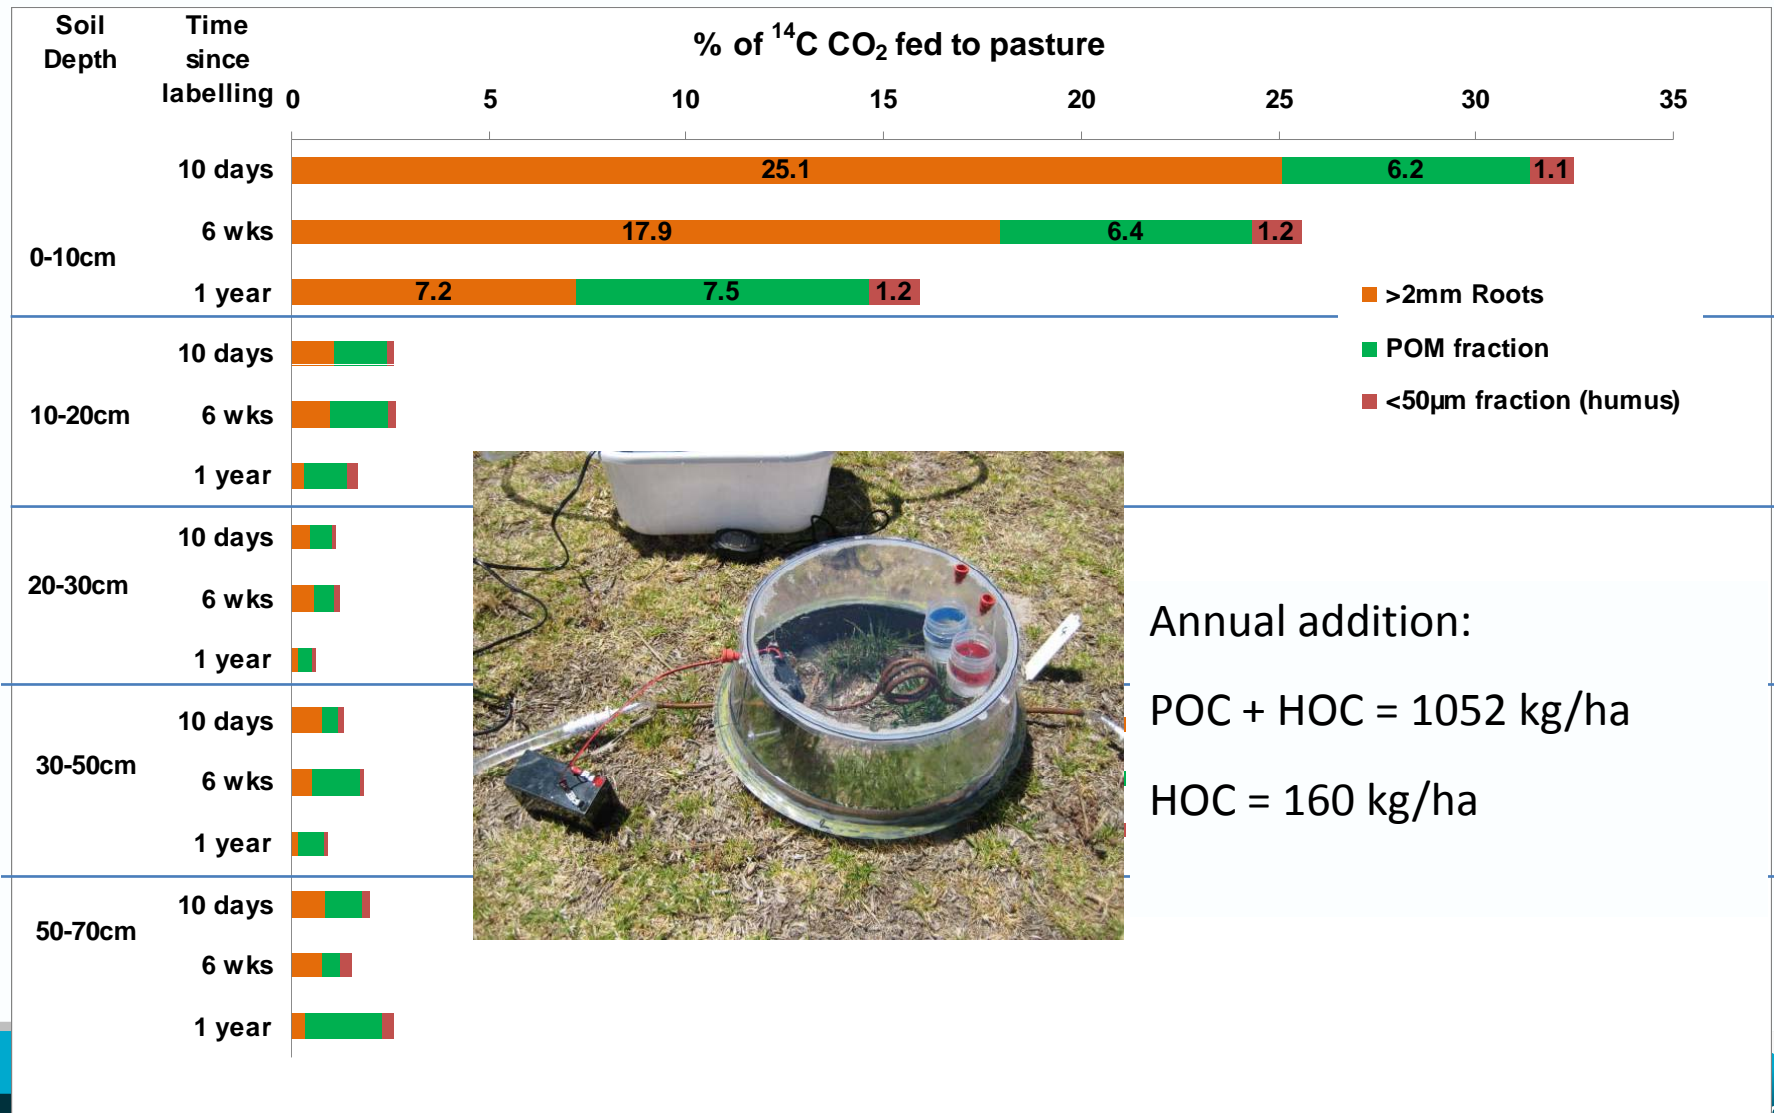 Soil Depth
Time since labelling
% of ¹⁴C CO₂ fed to pasture
0 5 10 15 20 25 30 35
0-10cm
10 days 25.1 6.2 1.1
6 wks 17.9 6.4 1.2
1 year 7.2 7.5 1.2
>2mm Roots
POM fraction
<50µm fraction (humus)
10-20cm
10 days
6 wks
1 year
20-30cm
10 days
6 wks
1 year
30-50cm
10 days
6 wks
1 year
50-70cm
10 days
6 wks
1 year
Annual addition:
POC + HOC = 1052 kg/ha
HOC = 160 kg/ha